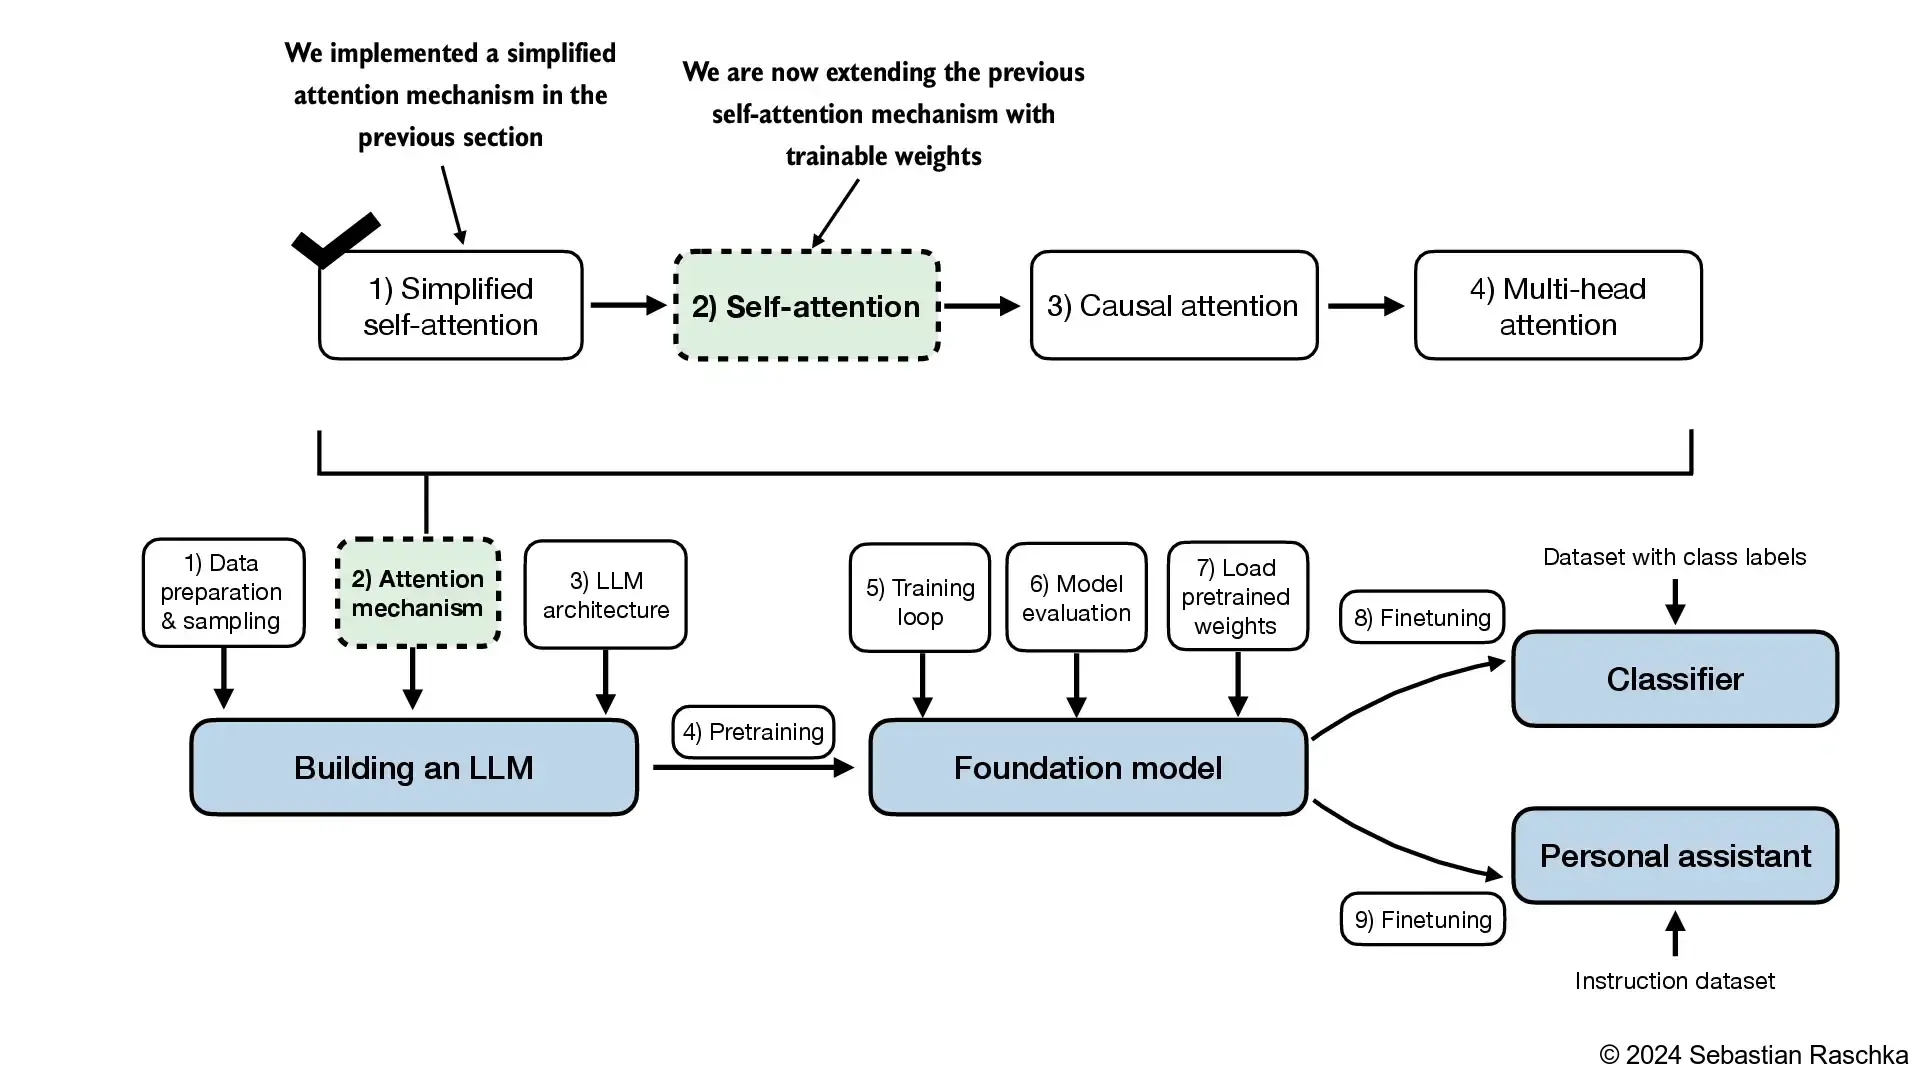 We implemented a simplified
attention mechanism in the
previous section
We are now extending the previous
self-attention mechanism with
trainable weights
1) Simplified
self-attention
2) Self-attention
3) Causal attention
4) Multi-head
attention
1) Data
preparation
& sampling
2) Attention
mechanism
3) LLM
architecture
5) Training
loop
6) Model
evaluation
7) Load
pretrained
weights
8) Finetuning
Dataset with class labels
Classifier
4) Pretraining
Building an LLM
Foundation model
Personal assistant
9) Finetuning
Instruction dataset
© 2024 Sebastian Raschka